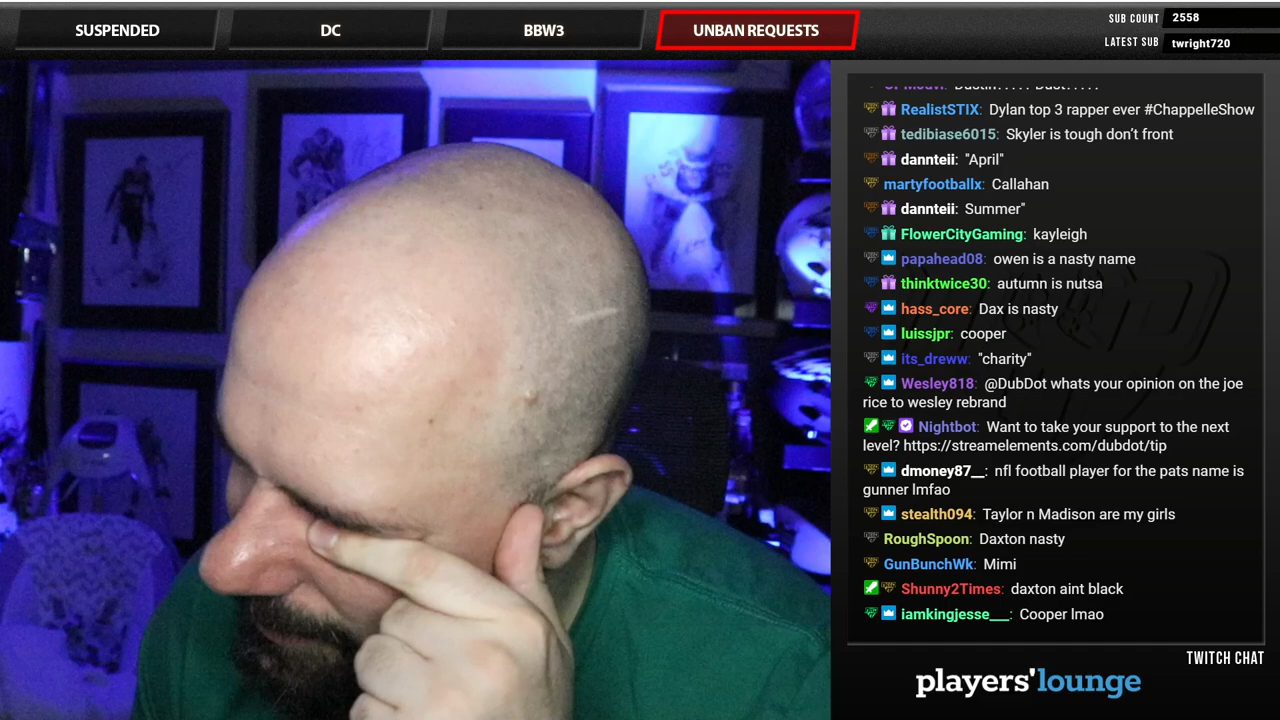 SUSPENDED
DC
BBW3
UNBAN REQUESTS
SUB COUNT 2558
LATEST SUB twright720
RealistSTIX: Dylan top 3 rapper ever #ChappelleShow
tedibiase6015: Skyler is tough don’t front
dannteii: "April"
martyfootballx: Callahan
dannteii: Summer"
FlowerCityGaming: kayleigh
papahead08: owen is a nasty name
thinktwice30: autumn is nutsa
hass_core: Dax is nasty
luissjpr: cooper
its_dreww: "charity"
Wesley818: @DubDot whats your opinion on the joe
rice to wesley rebrand
Nightbot: Want to take your support to the next
level? https://streamelements.com/dubdot/tip
dmoney87__: nfl football player for the pats name is
gunner lmfao
stealth094: Taylor n Madison are my girls
RoughSpoon: Daxton nasty
GunBunchWk: Mimi
Shunny2Times: daxton aint black
iamkingjesse___: Cooper lmao
TWITCH CHAT
players'lounge